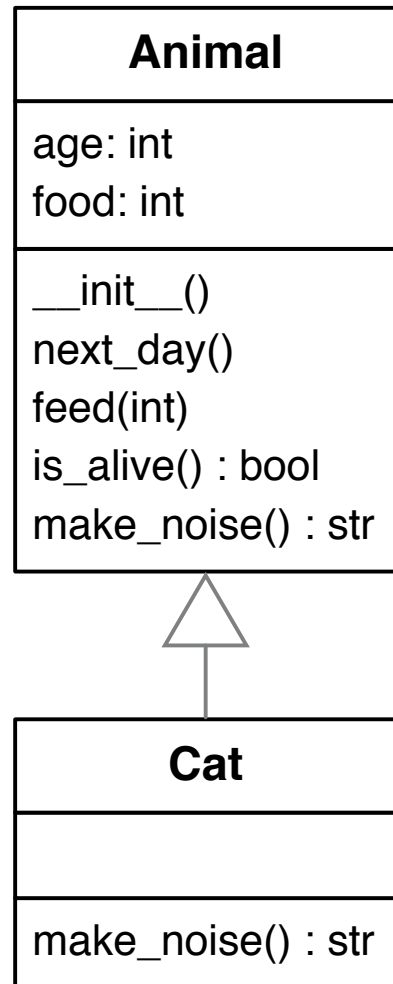 Animal
age: int
food: int
__init__()
next_day()
feed(int)
is_alive() : bool
make_noise() : str
Cat
make_noise() : str